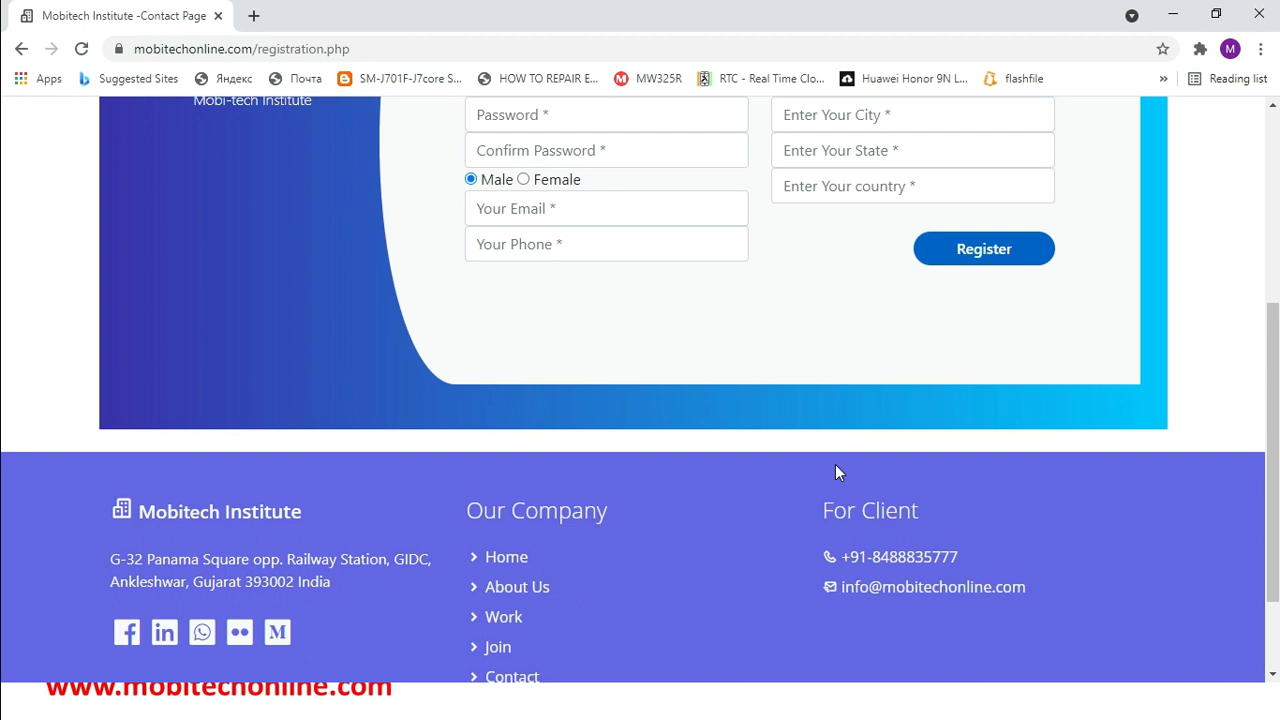 Mobitech Institute -Contact Page
mobitechonline.com/registration.php
M
Apps
Suggested Sites
Яндекс
Почта
SM-J701F-J7core S...
HOW TO REPAIR E...
MW325R
RTC - Real Time Clo...
Huawei Honor 9N L...
flashfile
»
Reading list
Mobi-tech Institute
Password *
Confirm Password *
Male Female
Your Email *
Your Phone *
Enter Your City *
Enter Your State *
Enter Your country *
Register
Mobitech Institute
G-32 Panama Square opp. Railway Station, GIDC,
Ankleshwar, Gujarat 393002 India
Our Company
Home
About Us
Work
Join
Contact
For Client
+91-8488835777
info@mobitechonline.com
www.mobitechonline.com